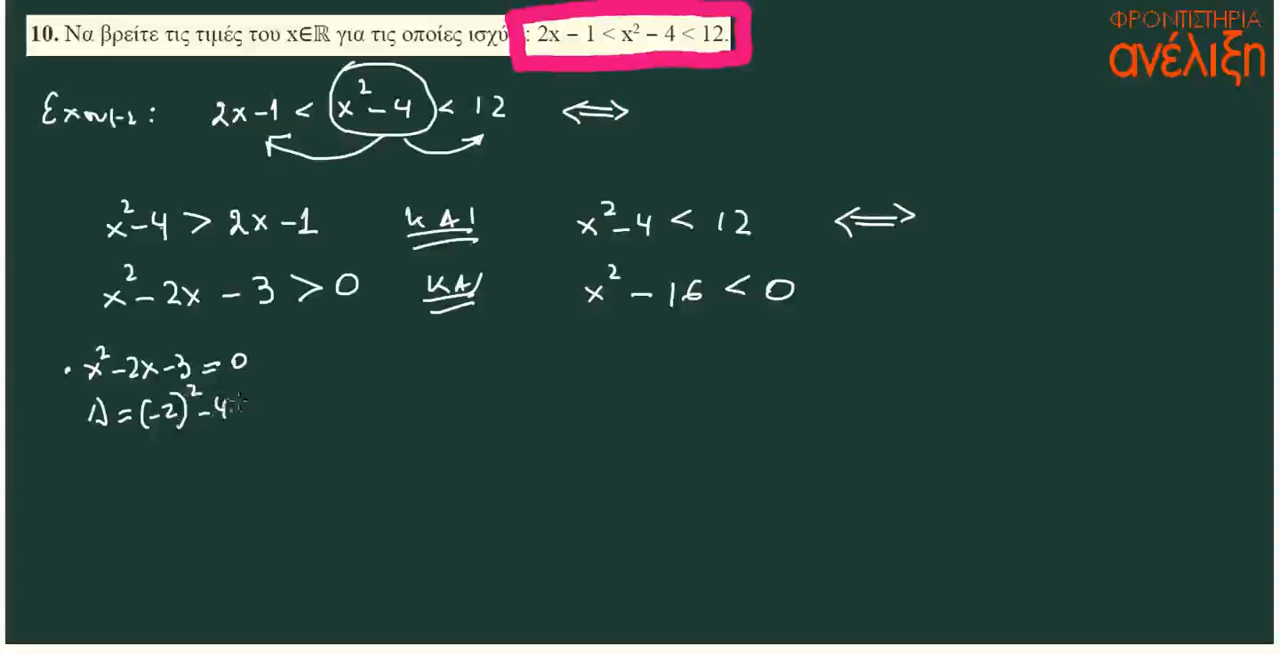 10. Να βρείτε τις τιμές του x∈ℝ για τις οποίες ισχύ : 2x − 1 < x² − 4 < 12.
ΦΡΟΝΤΙΣΤΗΡΙΑ
ανέλιξη
Έχουμε: 2x-1 < x²-4 < 12 ⟺
x²-4 > 2x-1 ΚΑΙ x²-4 < 12 ⟺
x²-2x-3 > 0 ΚΑΙ x²-16 < 0
· x²-2x-3=0
Δ=(-2)²-4